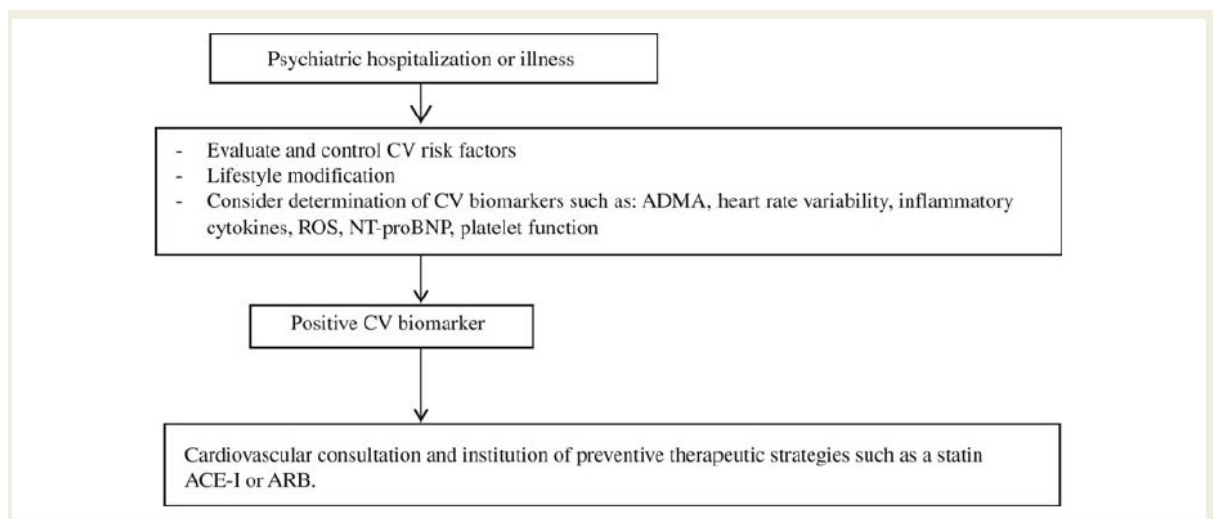 Psychiatric hospitalization or illness
- Evaluate and control CV risk factors
- Lifestyle modification
- Consider determination of CV biomarkers such as: ADMA, heart rate variability, inflammatory
cytokines, ROS, NT-proBNP, platelet function
Positive CV biomarker
Cardiovascular consultation and institution of preventive therapeutic strategies such as a statin
ACE-I or ARB.